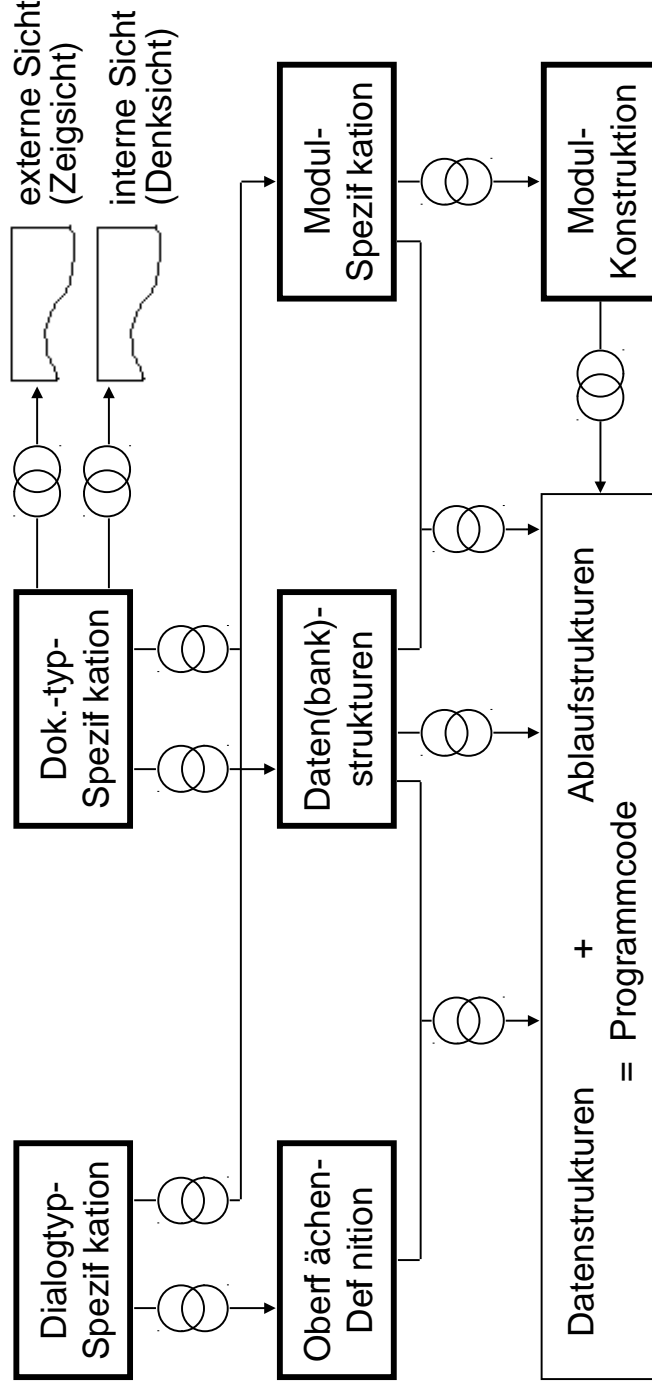 Dialogtyp-
Spezif kation
Dok.-typ-
Spezif kation
externe Sicht
(Zeigsicht)
interne Sicht
(Denksicht)
Oberf ächen-
Def nition
Daten(bank)-
strukturen
Modul-
Spezif kation
Datenstrukturen + Ablaufstrukturen
= Programmcode
Modul-
Konstruktion